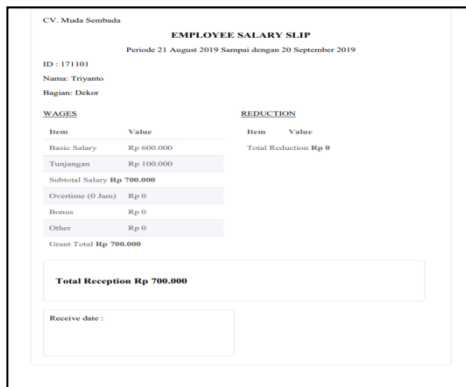 CV. Muda Sembada
EMPLOYEE SALARY SLIP
Periode 21 August 2019 Sampai dengan 20 September 2019
ID : 171101
Nama: Triyanto
Bagian: Dekor
WAGES
Item Value
Basic Salary Rp 600.000
Tunjangan Rp 100.000
Subtotal Salary Rp 700.000
Overtime (0 Jam) Rp 0
Bonus Rp 0
Other Rp 0
Grant Total Rp 700.000
REDUCTION
Item Value
Total Reduction Rp 0
Total Reception Rp 700.000
Receive date :